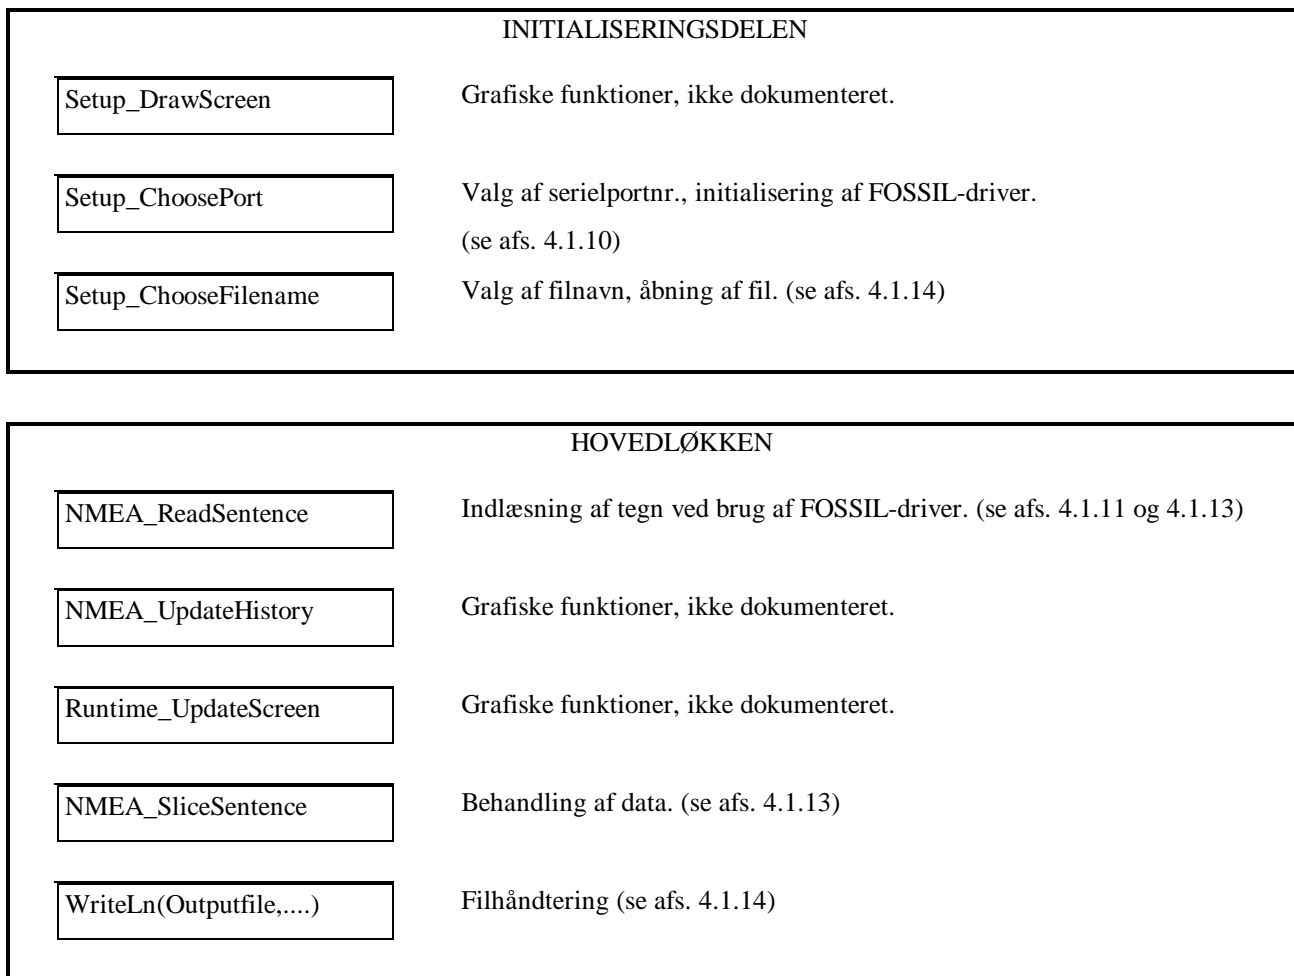 INITIALISERINGSDELEN
Setup_DrawScreen Grafiske funktioner, ikke dokumenteret.
Setup_ChoosePort Valg af serielportnr., initialisering af FOSSIL-driver.
(se afs. 4.1.10)
Setup_ChooseFilename Valg af filnavn, åbning af fil. (se afs. 4.1.14)
HOVEDLØKKEN
NMEA_ReadSentence Indlæsning af tegn ved brug af FOSSIL-driver. (se afs. 4.1.11 og 4.1.13)
NMEA_UpdateHistory Grafiske funktioner, ikke dokumenteret.
Runtime_UpdateScreen Grafiske funktioner, ikke dokumenteret.
NMEA_SliceSentence Behandling af data. (se afs. 4.1.13)
WriteLn(Outputfile,....) Filhåndtering (se afs. 4.1.14)